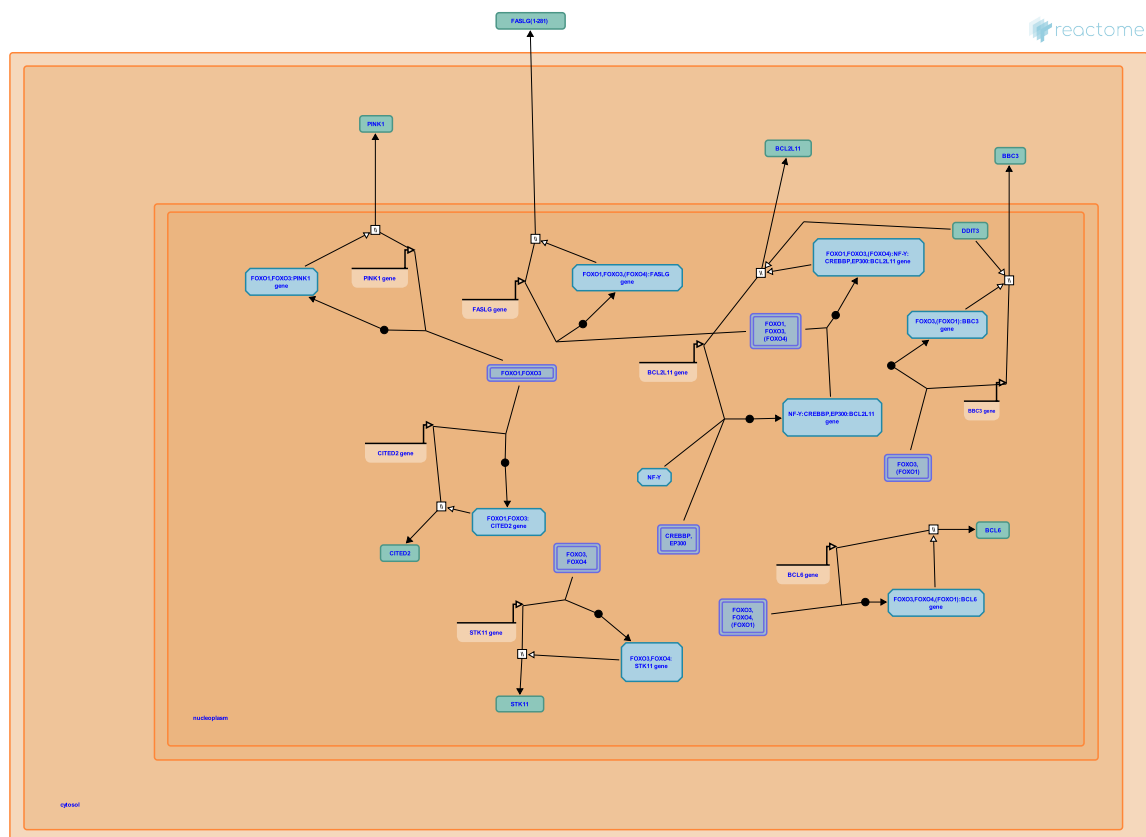 FASLG(1-281)
reactome
PINK1
BCL2L11
BBC3
DDIT3
FOXO1,FOXO3:PINK1
gene
PINK1 gene
FOXO1,FOXO3,(FOXO4):FASLG
gene
FASLG gene
FOXO1,FOXO3,(FOXO4):NF-Y:
CREBBP,EP300:BCL2L11 gene
FOXO1,
FOXO3,
(FOXO4)
FOXO3,(FOXO1):BBC3
gene
BCL2L11 gene
FOXO1,FOXO3
BBC3 gene
NF-Y:CREBBP,EP300:BCL2L11
gene
CITED2 gene
FOXO3,
(FOXO1)
NF-Y
FOXO1,FOXO3:
CITED2 gene
CREBBP,
EP300
CITED2
FOXO3,
FOXO4
BCL6
BCL6 gene
FOXO3,FOXO4,(FOXO1):BCL6
gene
FOXO3,
FOXO4,
(FOXO1)
STK11 gene
FOXO3,FOXO4:
STK11 gene
STK11
nucleoplasm
cytosol